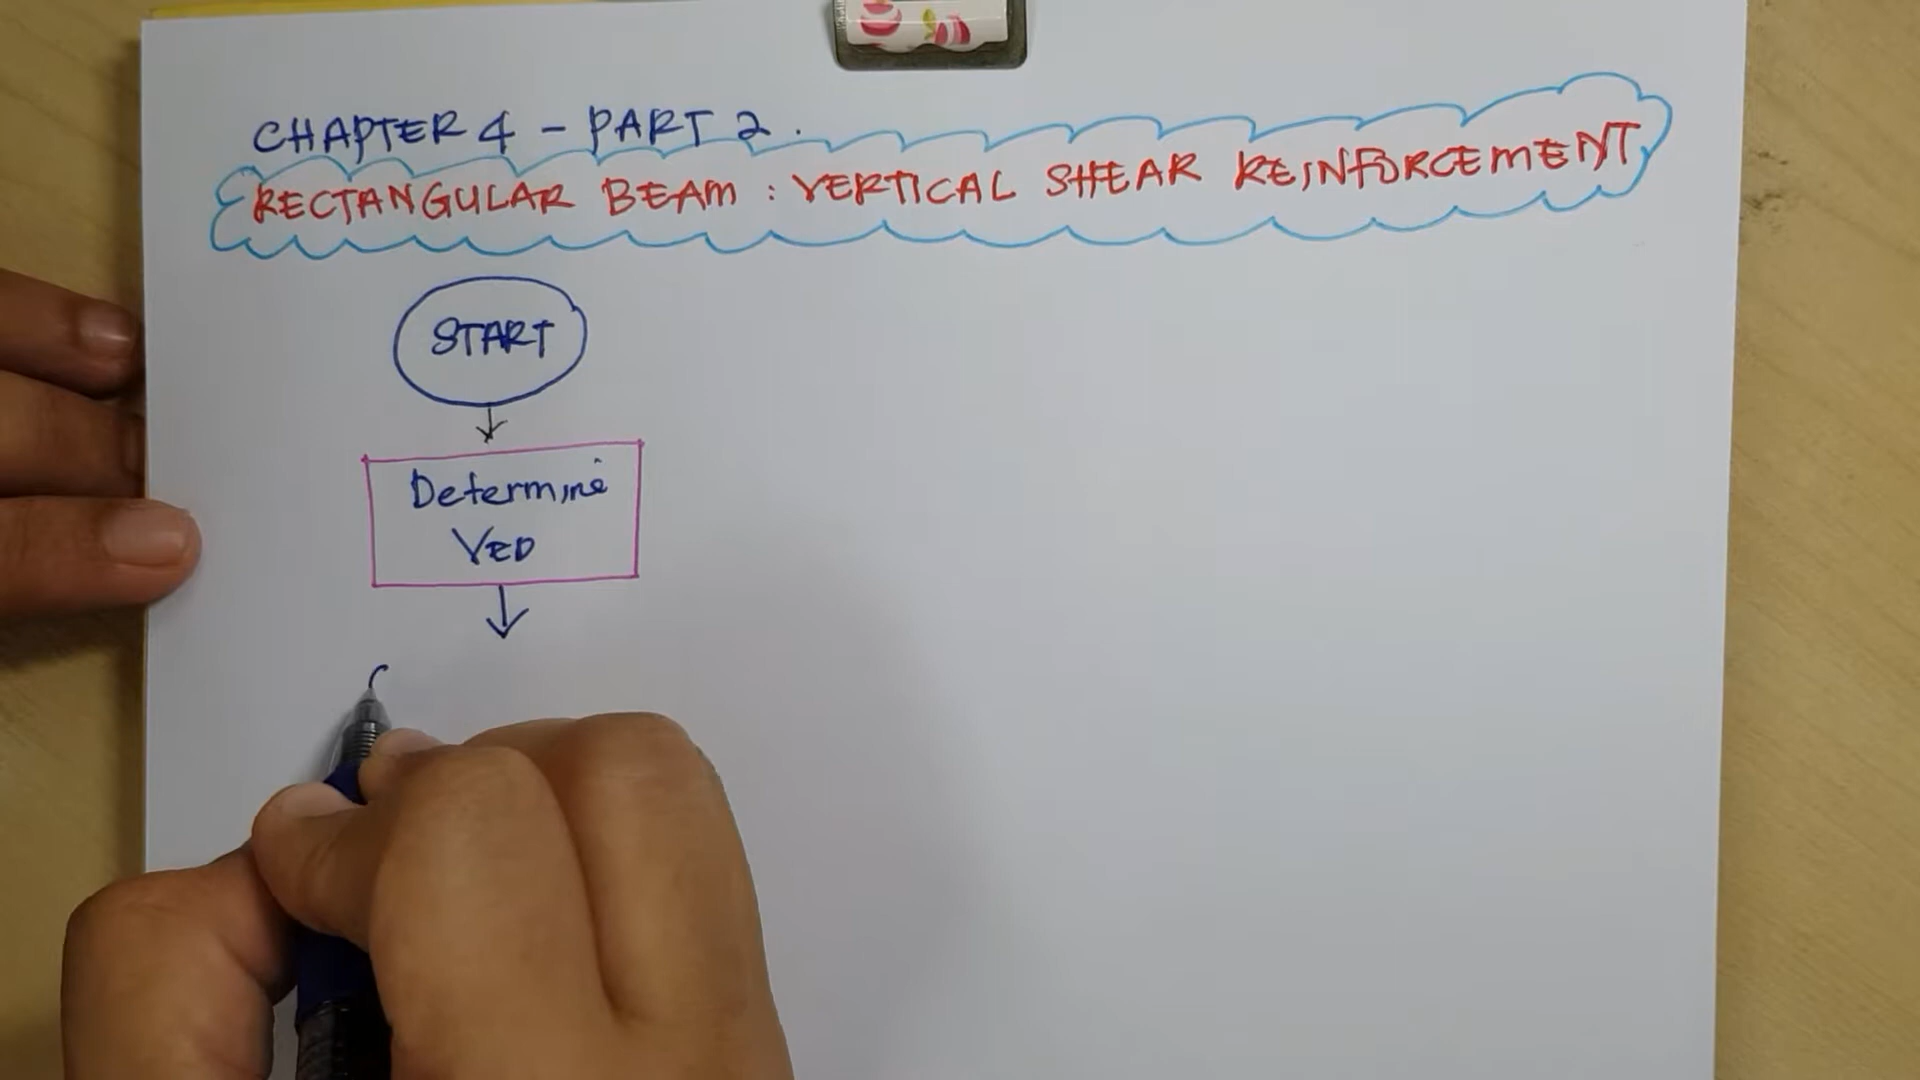 CHAPTER 4 - PART 2.
RECTANGULAR BEAM : VERTICAL SHEAR REINFORCEMENT
START
Determine
VED